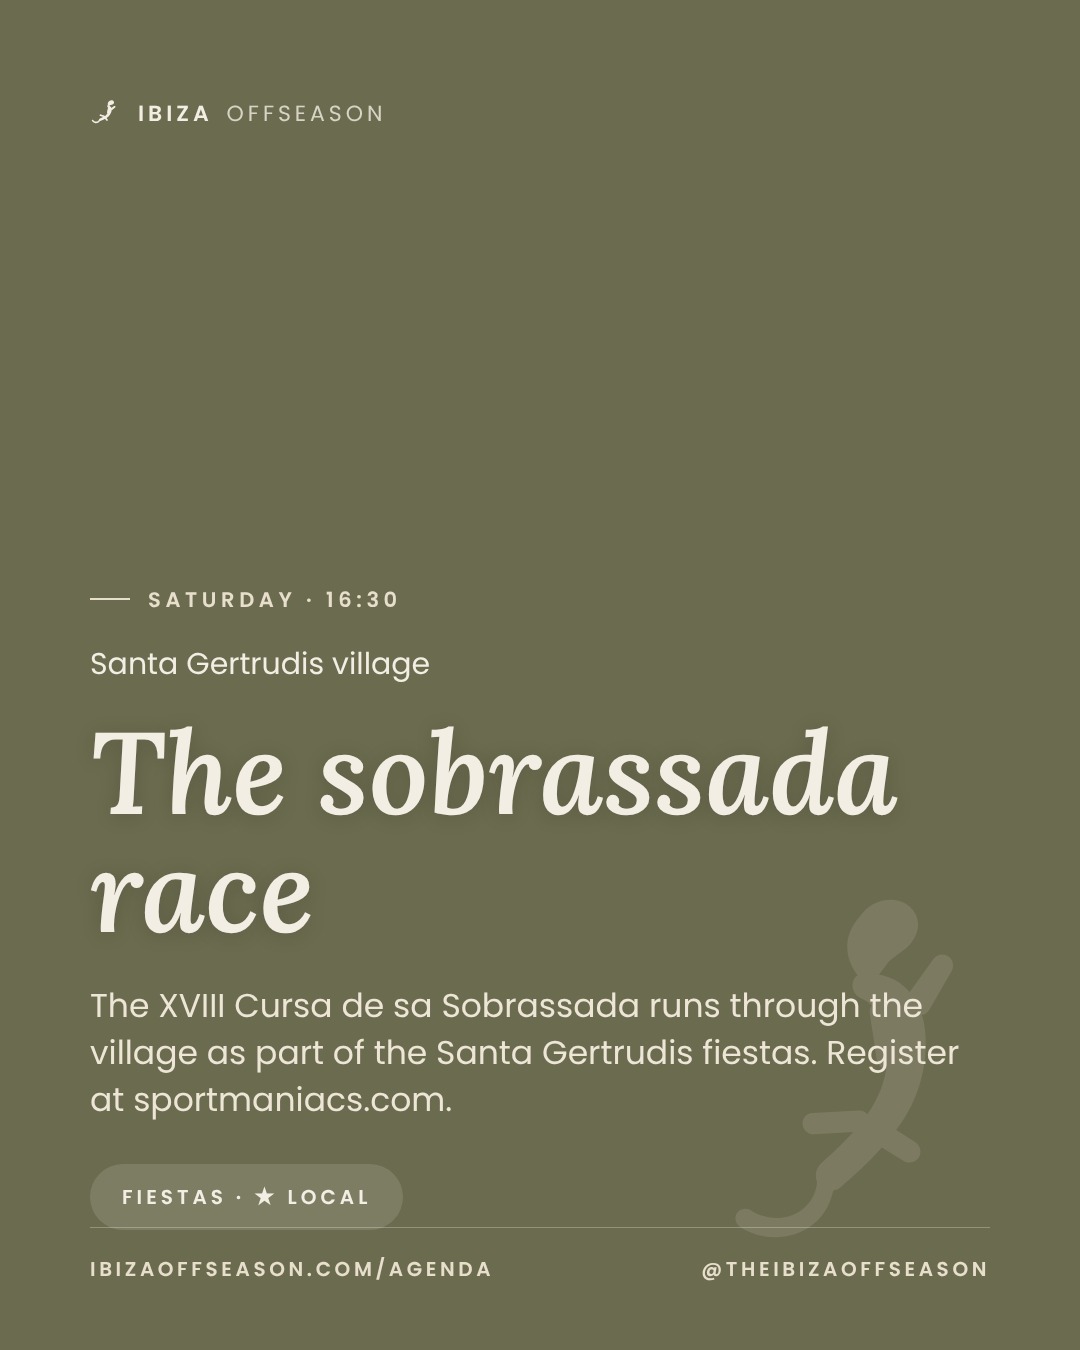 IBIZA OFFSEASON
SATURDAY · 16:30
Santa Gertrudis village
The sobrassada
race
The XVIII Cursa de sa Sobrassada runs through the
village as part of the Santa Gertrudis fiestas. Register
at sportmaniacs.com.
FIESTAS · ★ LOCAL
IBIZAOFFSEASON.COM/AGENDA
@THEIBIZAOFFSEASON